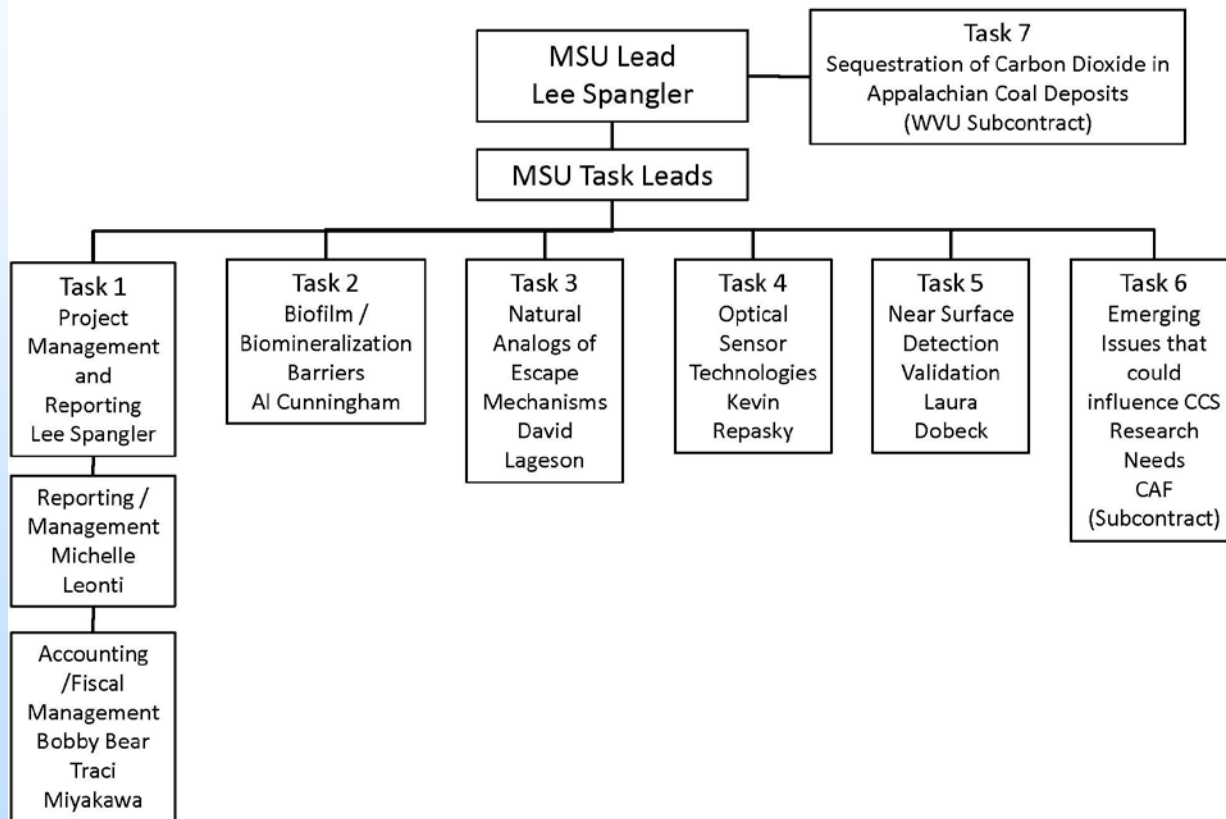 MSU Lead
Lee Spangler
Task 7
Sequestration of Carbon Dioxide in
Appalachian Coal Deposits
(WVU Subcontract)
MSU Task Leads
Task 1
Project
Management
and
Reporting
Lee Spangler
Task 2
Biofilm /
Biomineralization
Barriers
Al Cunningham
Task 3
Natural
Analogs of
Escape
Mechanisms
David
Lageson
Task 4
Optical
Sensor
Technologies
Kevin
Repasky
Task 5
Near Surface
Detection
Validation
Laura
Dobeck
Task 6
Emerging
Issues that
could
influence CCS
Research
Needs
CAF
(Subcontract)
Reporting /
Management
Michelle
Leonti
Accounting
/Fiscal
Management
Bobby Bear
Traci
Miyakawa